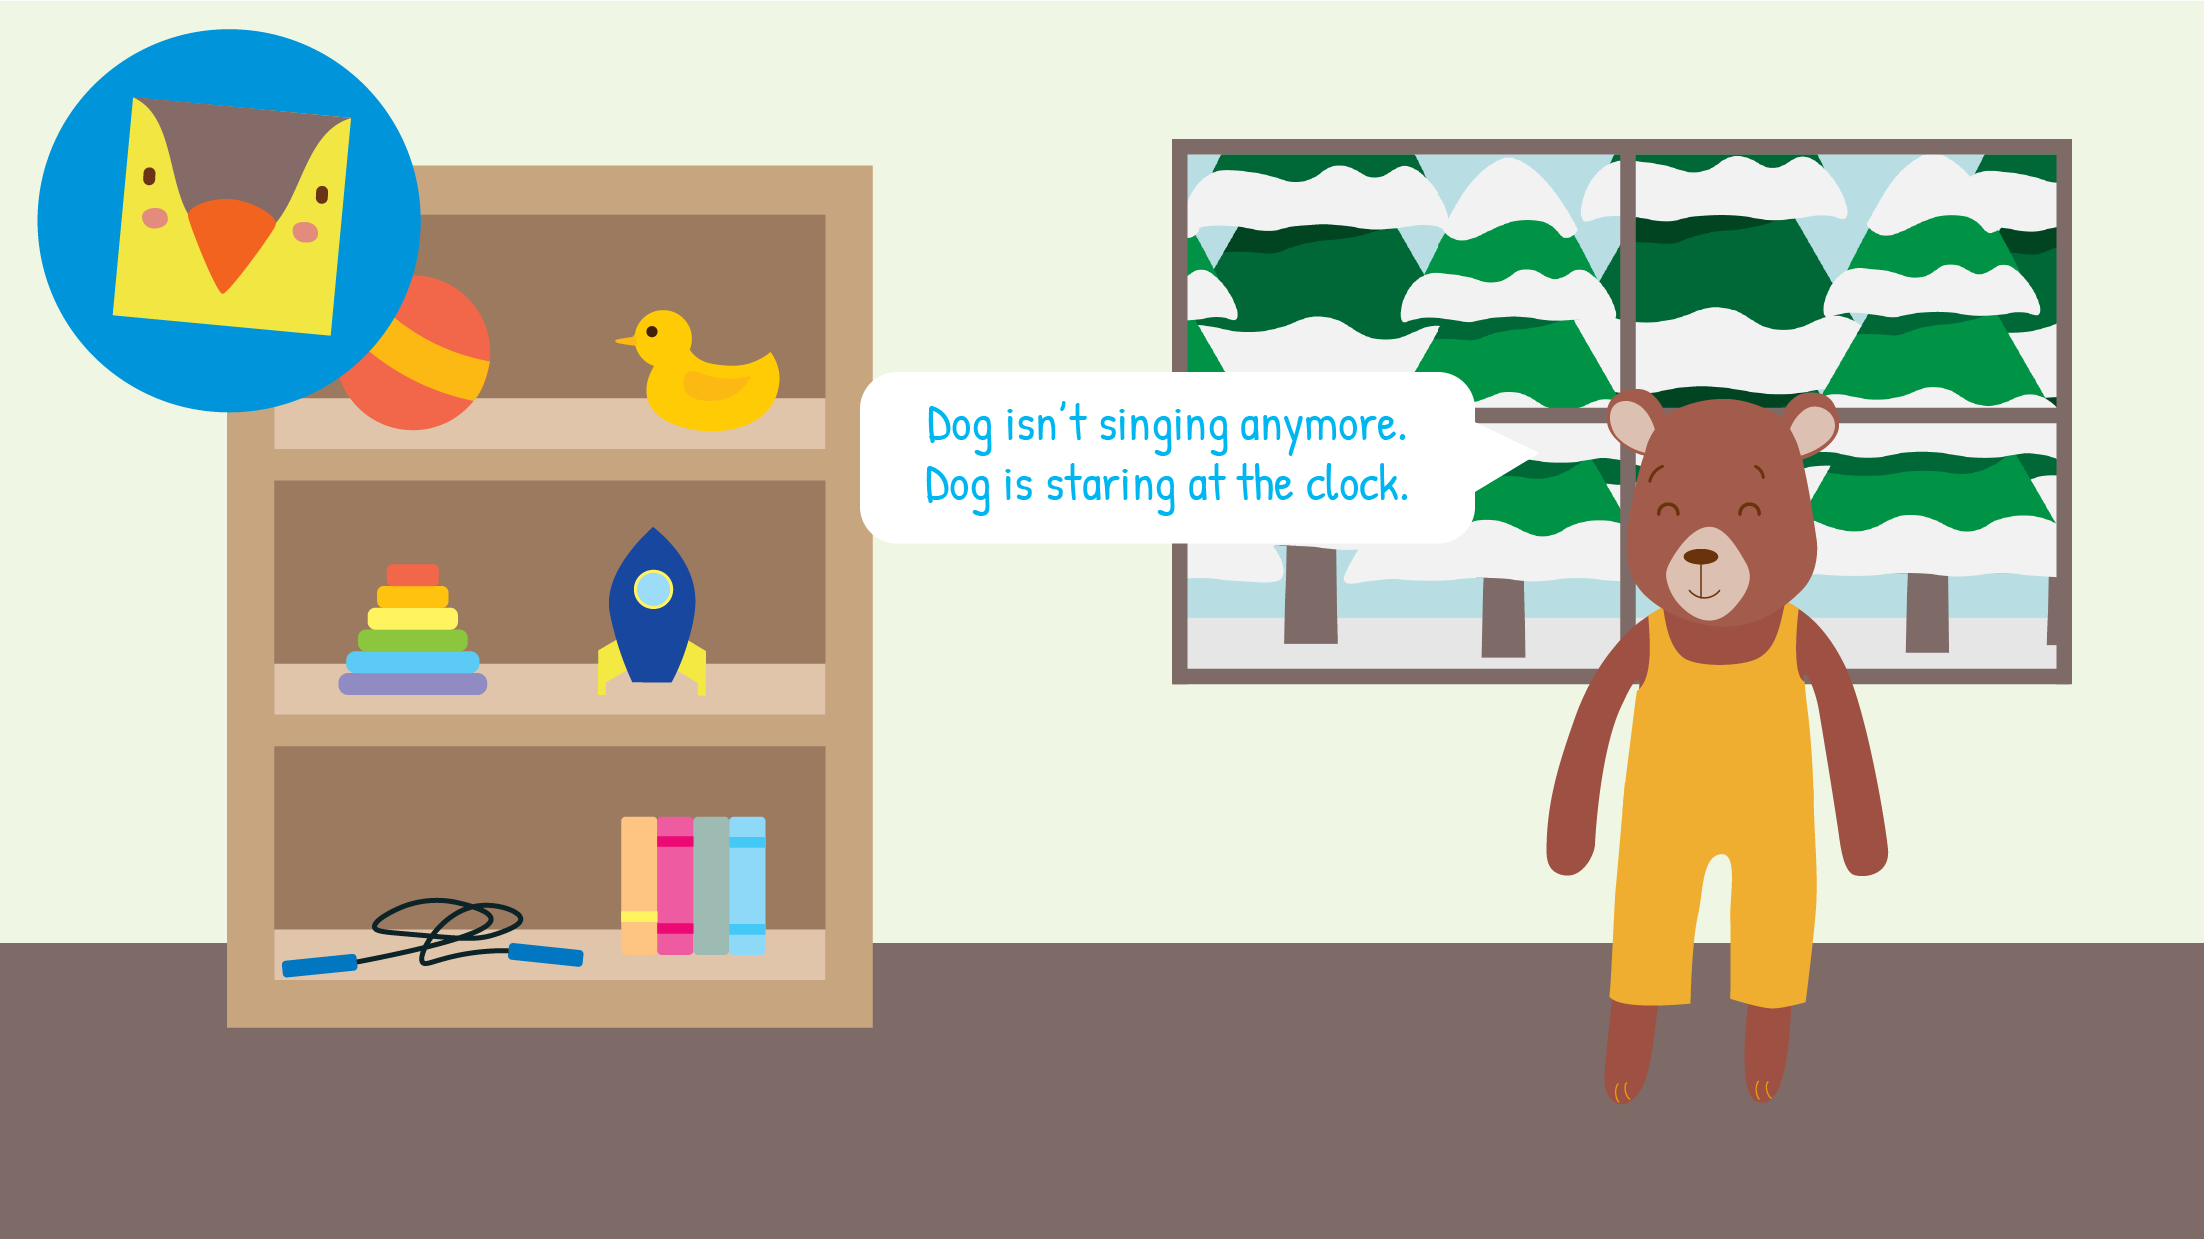 Dog isn't singing anymore.
Dog is staring at the clock.